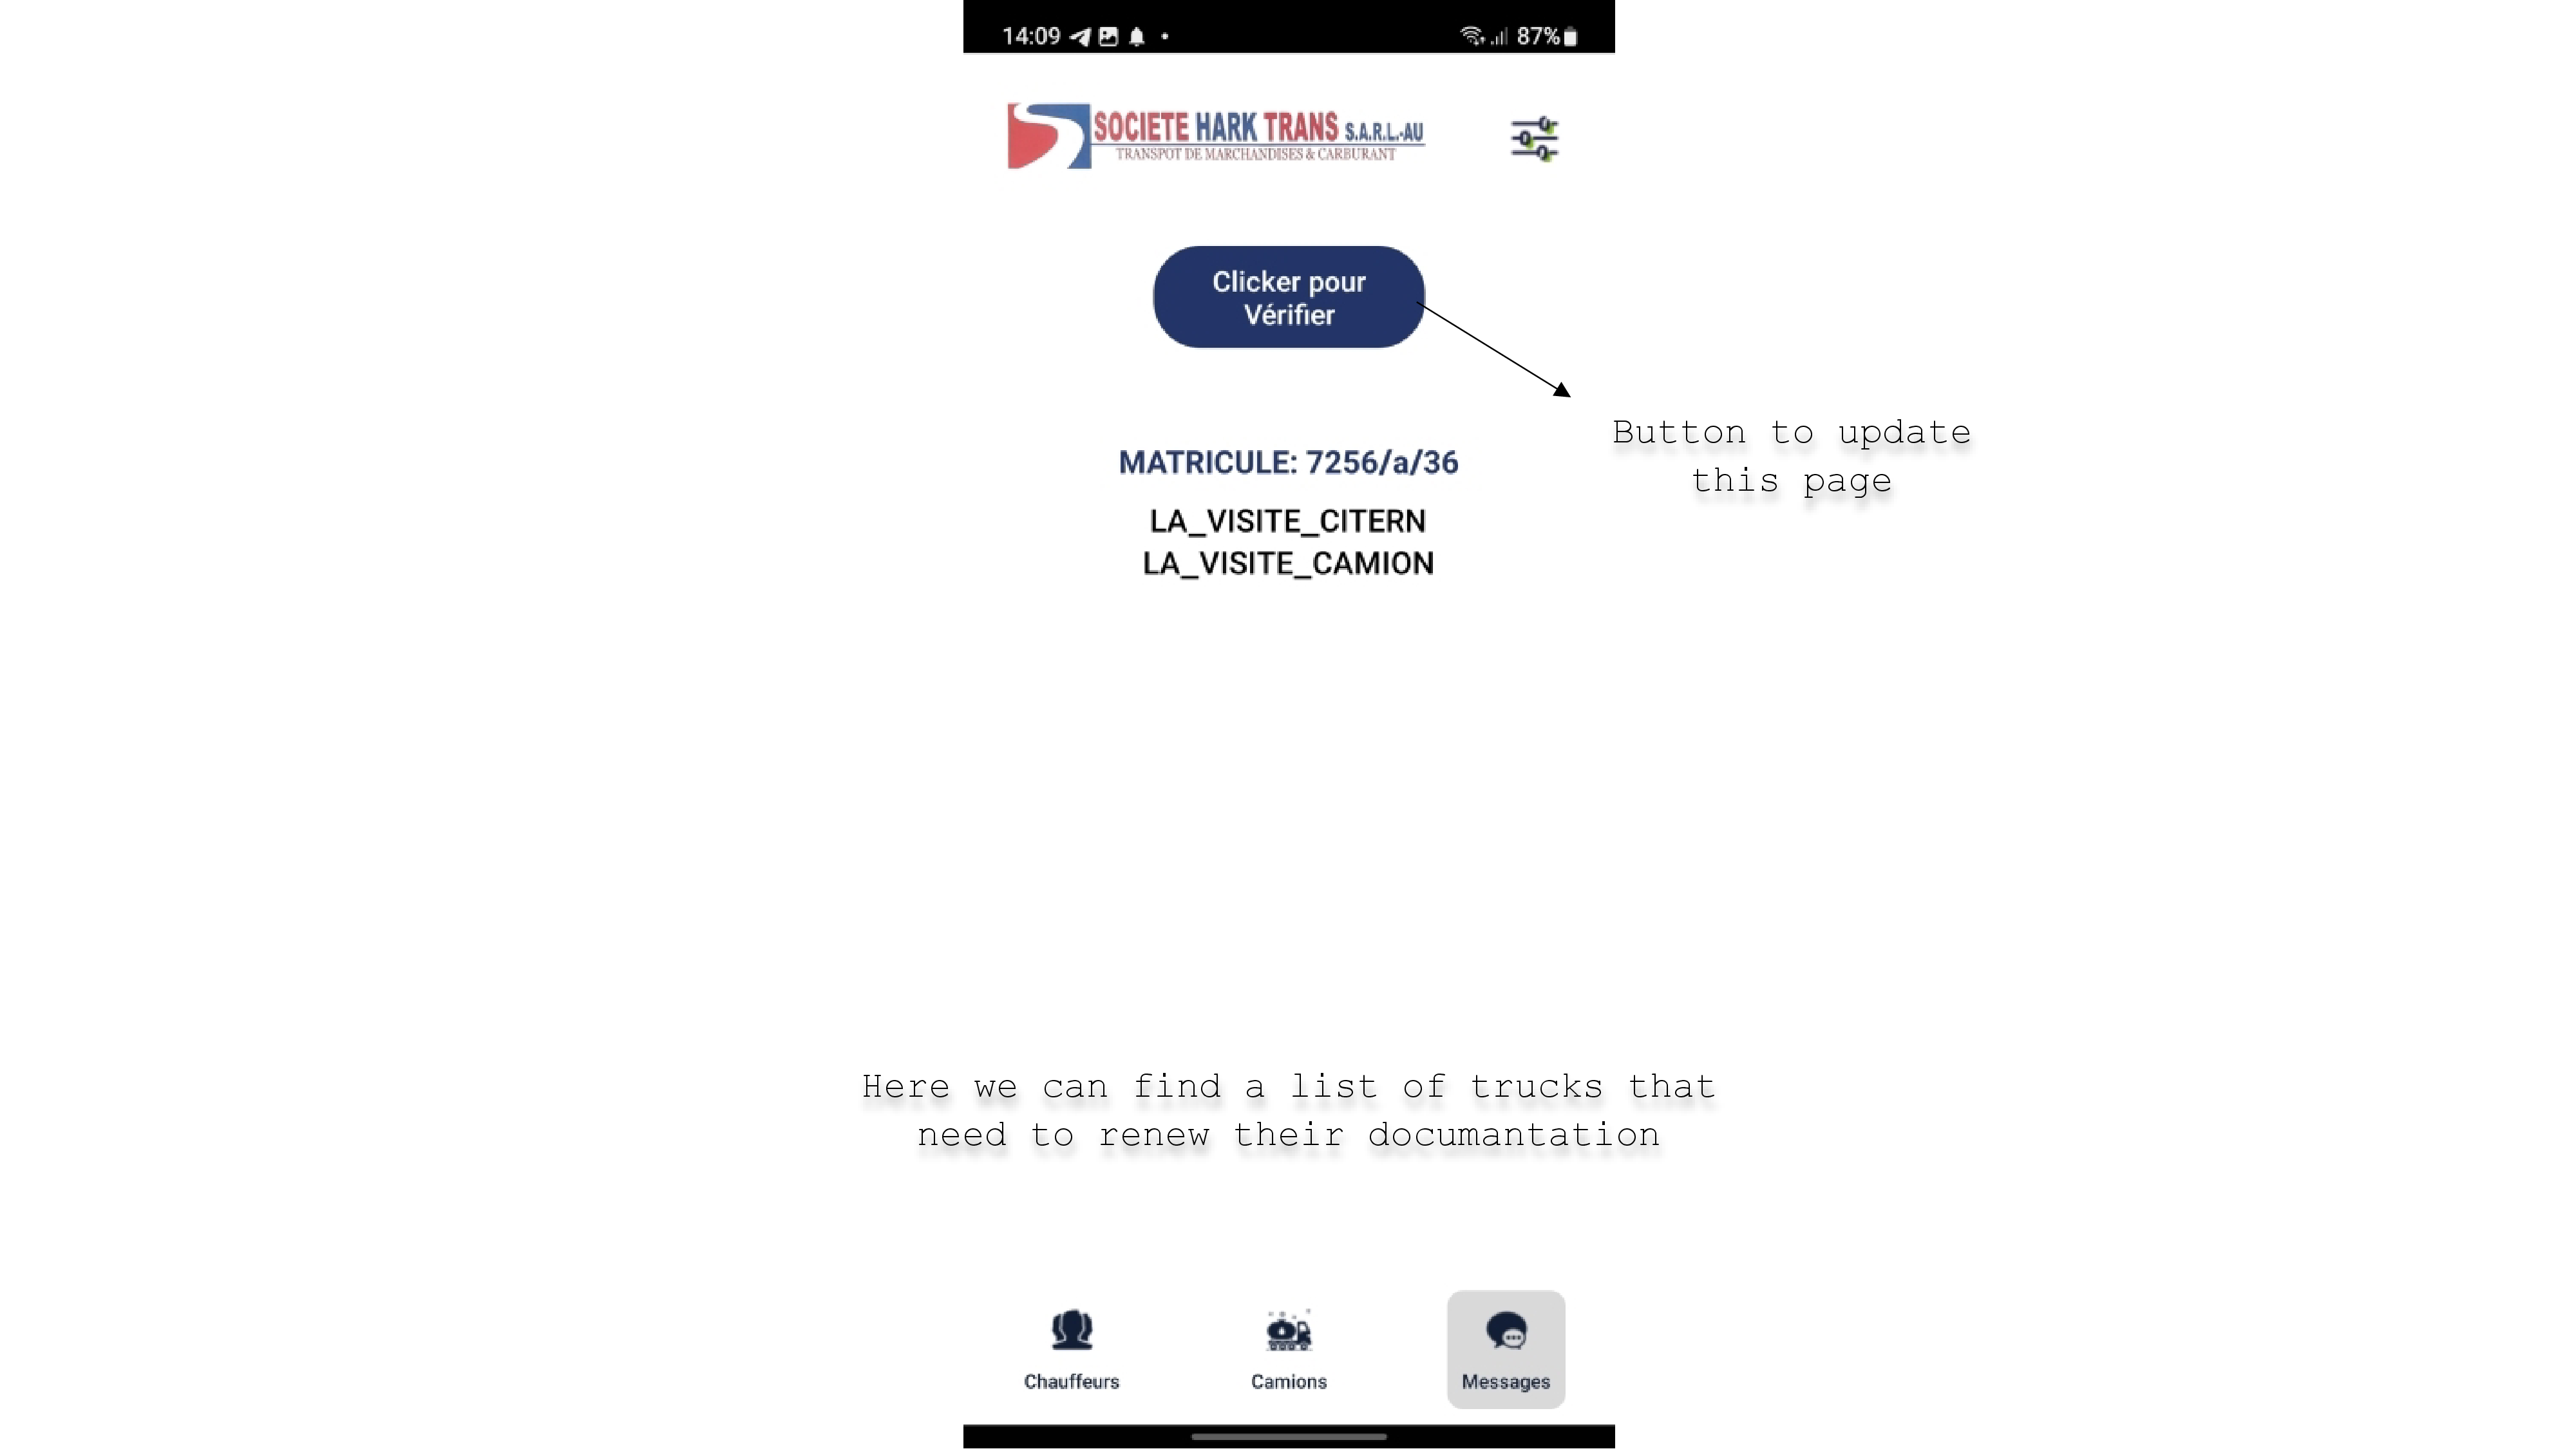 14:09
87%
SOCIETE HARK TRANS S.A.R.L.-AU
TRANSPOT DE MARCHANDISES & CARBURANT
Clicker pour
Vérifier
Button to update
this page
MATRICULE: 7256/a/36
LA_VISITE_CITERN
LA_VISITE_CAMION
Here we can find a list of trucks that
need to renew their documantation
Chauffeurs
Camions
Messages